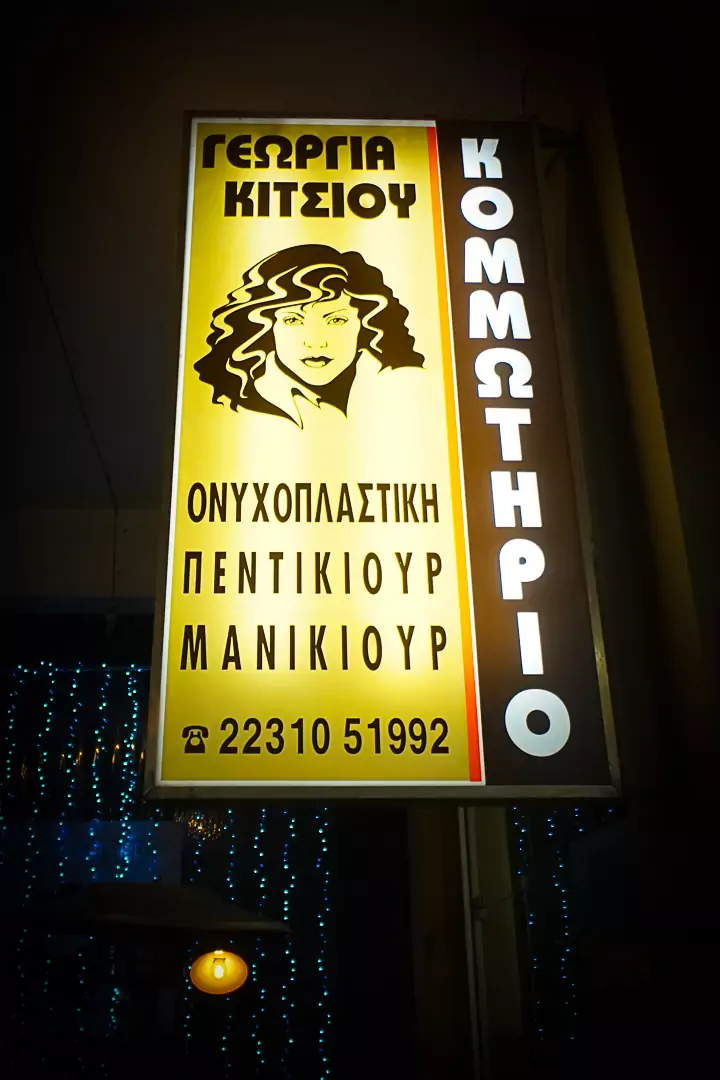 ΓΕΩΡΓΙΑ
ΚΙΤΣΙΟΥ
ΟΝΥΧΟΠΛΑΣΤΙΚΗ
ΠΕΝΤΙΚΙΟΥΡ
ΜΑΝΙΚΙΟΥΡ
☎ 22310 51992
ΚΟΜΜΩΤΗΡΙΟ